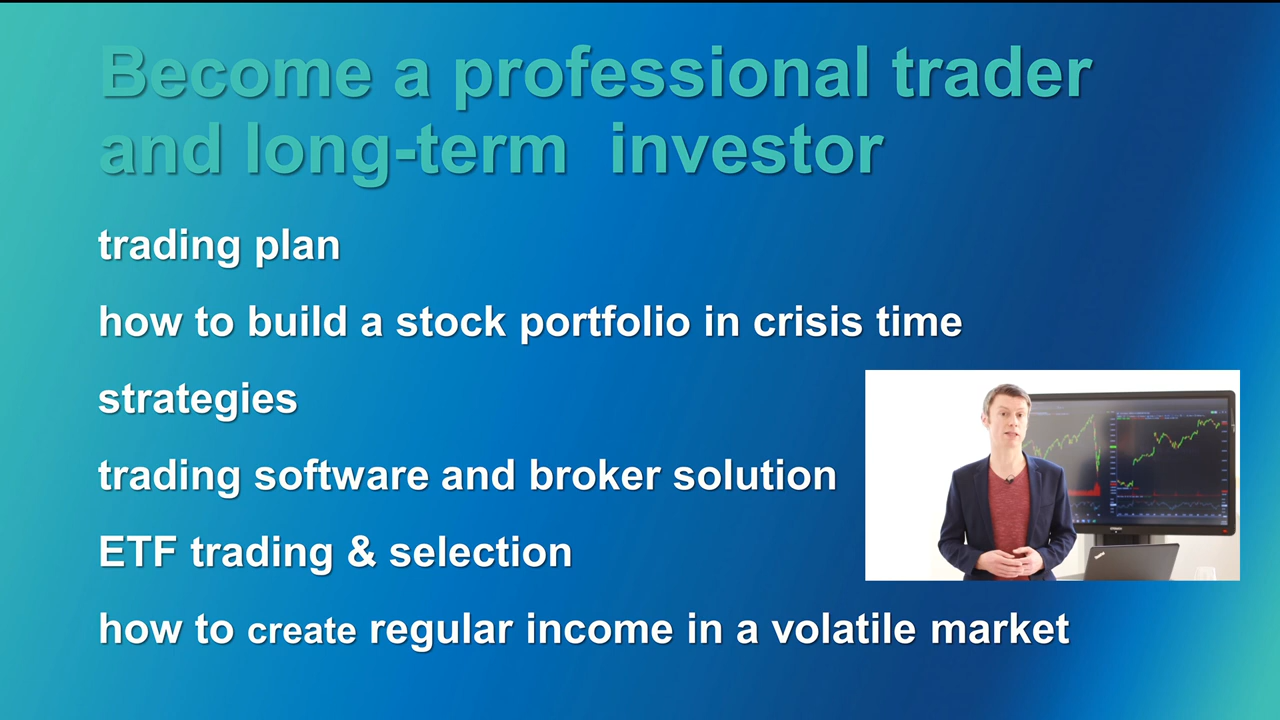 Become a professional trader
and long-term investor
trading plan
how to build a stock portfolio in crisis time
strategies
trading software and broker solution
ETF trading & selection
how to create regular income in a volatile market